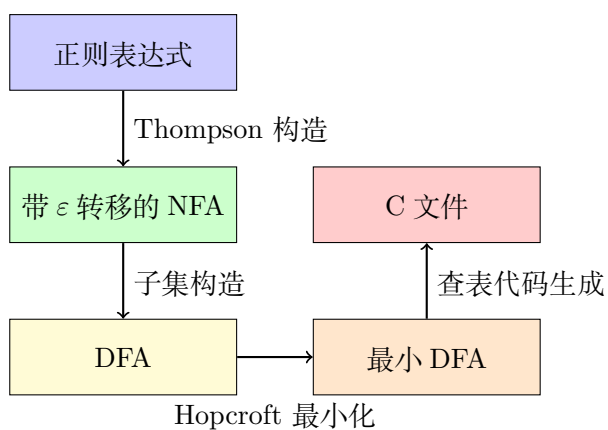 正则表达式
Thompson 构造
带 ε 转移的 NFA
C 文件
子集构造
查表代码生成
DFA
最小 DFA
Hopcroft 最小化